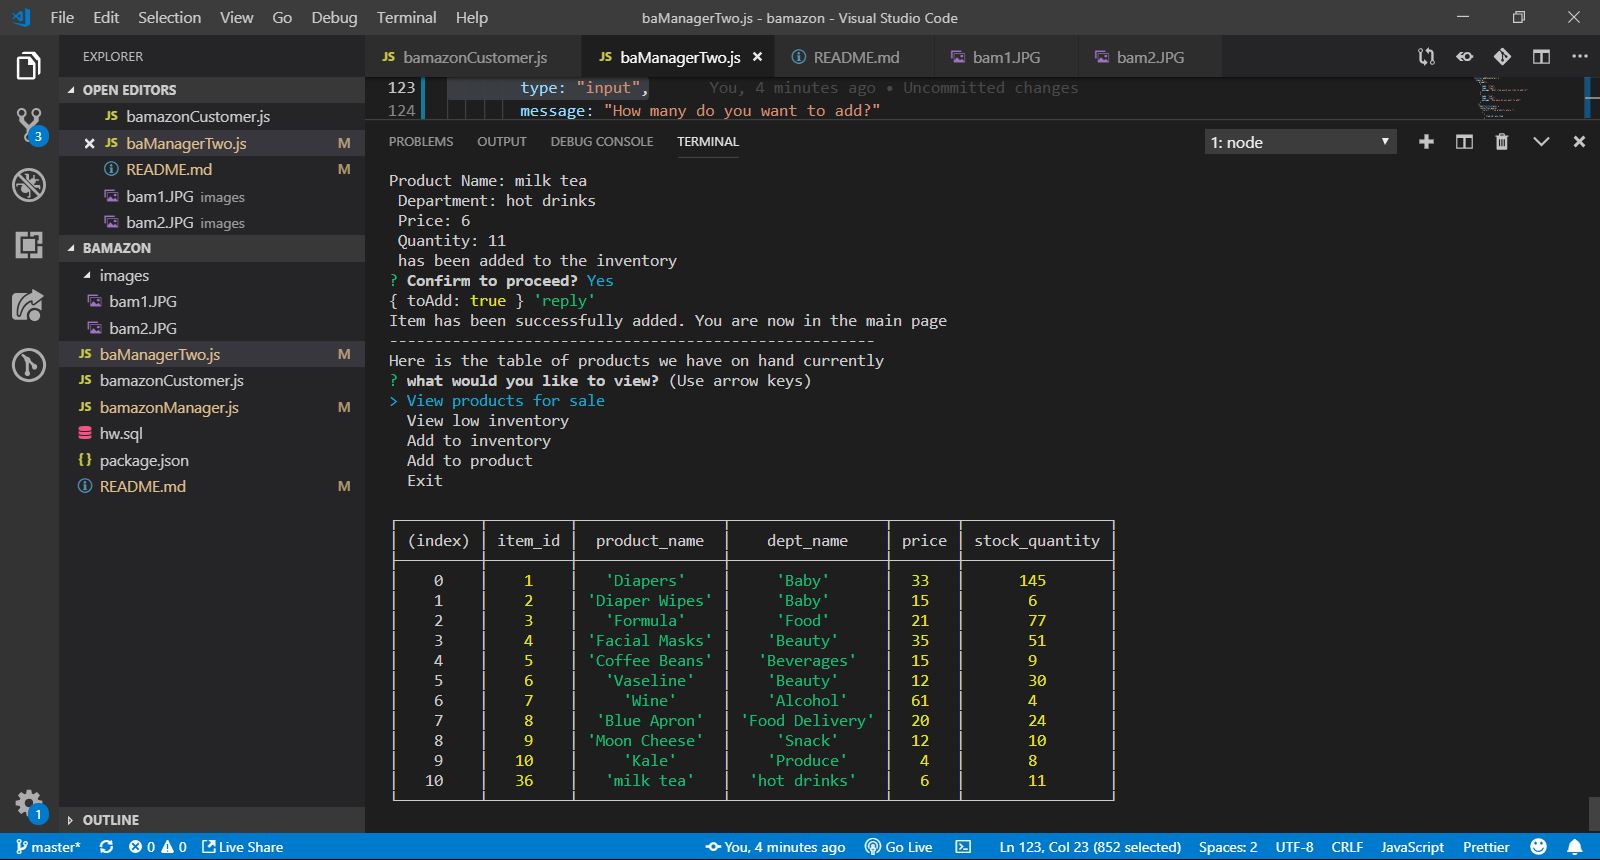 File Edit Selection View Go Debug Terminal Help
baManagerTwo.js - bamazon - Visual Studio Code
EXPLORER
OPEN EDITORS
JS bamazonCustomer.js
JS baManagerTwo.js M
README.md M
bam1.JPG images
bam2.JPG images
BAMAZON
images
bam1.JPG
bam2.JPG
JS baManagerTwo.js M
JS bamazonCustomer.js
JS bamazonManager.js M
hw.sql
{} package.json
README.md M
OUTLINE
3
1
JS bamazonCustomer.js JS baManagerTwo.js README.md bam1.JPG bam2.JPG
123 type: "input", You, 4 minutes ago • Uncommitted changes
124 message: "How many do you want to add?"
PROBLEMS OUTPUT DEBUG CONSOLE TERMINAL 1: node
Product Name: milk tea
Department: hot drinks
Price: 6
Quantity: 11
has been added to the inventory
? Confirm to proceed? Yes
{ toAdd: true } 'reply'
Item has been successfully added. You are now in the main page
------------------------------------------------------
Here is the table of products we have on hand currently
? what would you like to view? (Use arrow keys)
> View products for sale
View low inventory
Add to inventory
Add to product
Exit
(index) item_id product_name dept_name price stock_quantity
0 1 'Diapers' 'Baby' 33 145
1 2 'Diaper Wipes' 'Baby' 15 6
2 3 'Formula' 'Food' 21 77
3 4 'Facial Masks' 'Beauty' 35 51
4 5 'Coffee Beans' 'Beverages' 15 9
5 6 'Vaseline' 'Beauty' 12 30
6 7 'Wine' 'Alcohol' 61 4
7 8 'Blue Apron' 'Food Delivery' 20 24
8 9 'Moon Cheese' 'Snack' 12 10
9 10 'Kale' 'Produce' 4 8
10 36 'milk tea' 'hot drinks' 6 11
master* 0 0 Live Share You, 4 minutes ago Go Live Ln 123, Col 23 (852 selected) Spaces: 2 UTF-8 CRLF JavaScript Prettier